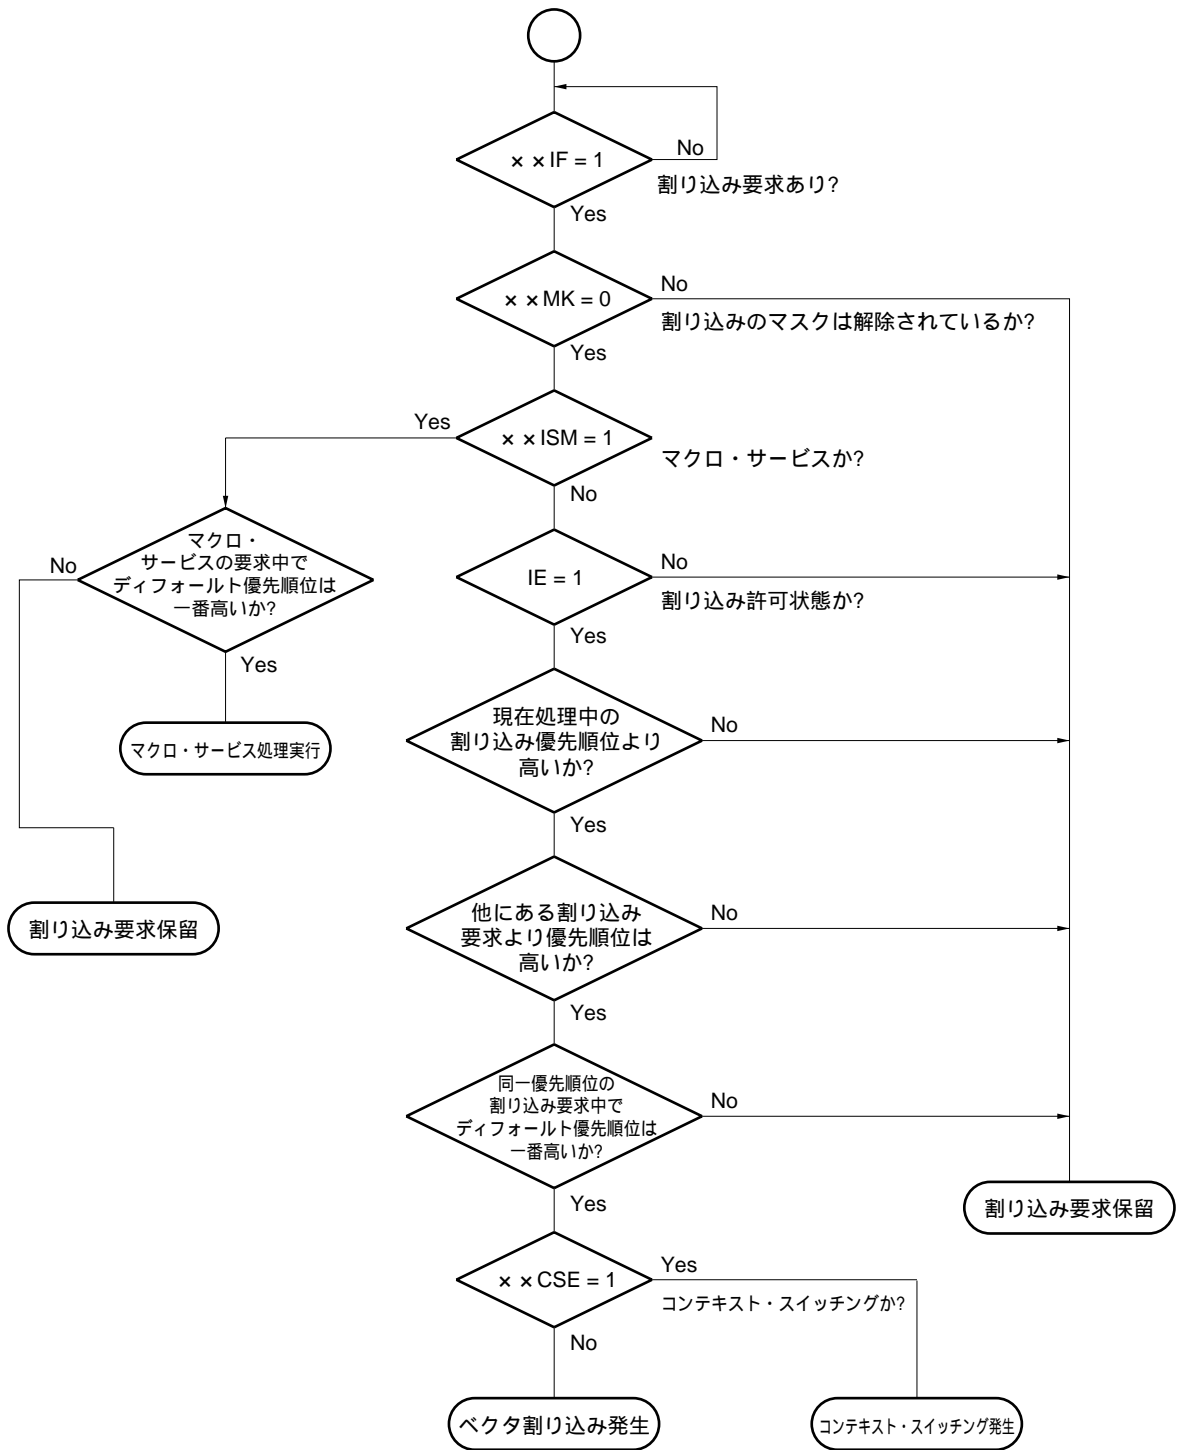 × ×IF = 1
No
割り込み要求あり?
Yes
× ×MK = 0
No
割り込みのマスクは解除されているか?
Yes
Yes
× ×ISM = 1
マクロ・サービスか?
No
No
マクロ・
サービスの要求中で
ディフォールト優先順位は
一番高いか?
Yes
マクロ・サービス処理実行
割り込み要求保留
IE = 1
No
割り込み許可状態か?
Yes
現在処理中の
割り込み優先順位より
高いか?
No
Yes
他にある割り込み
要求より優先順位は
高いか?
No
Yes
同一優先順位の
割り込み要求中で
ディフォールト優先順位は
一番高いか?
No
Yes
割り込み要求保留
× ×CSE = 1
Yes
コンテキスト・スイッチングか?
No
ベクタ割り込み発生
コンテキスト・スイッチング発生